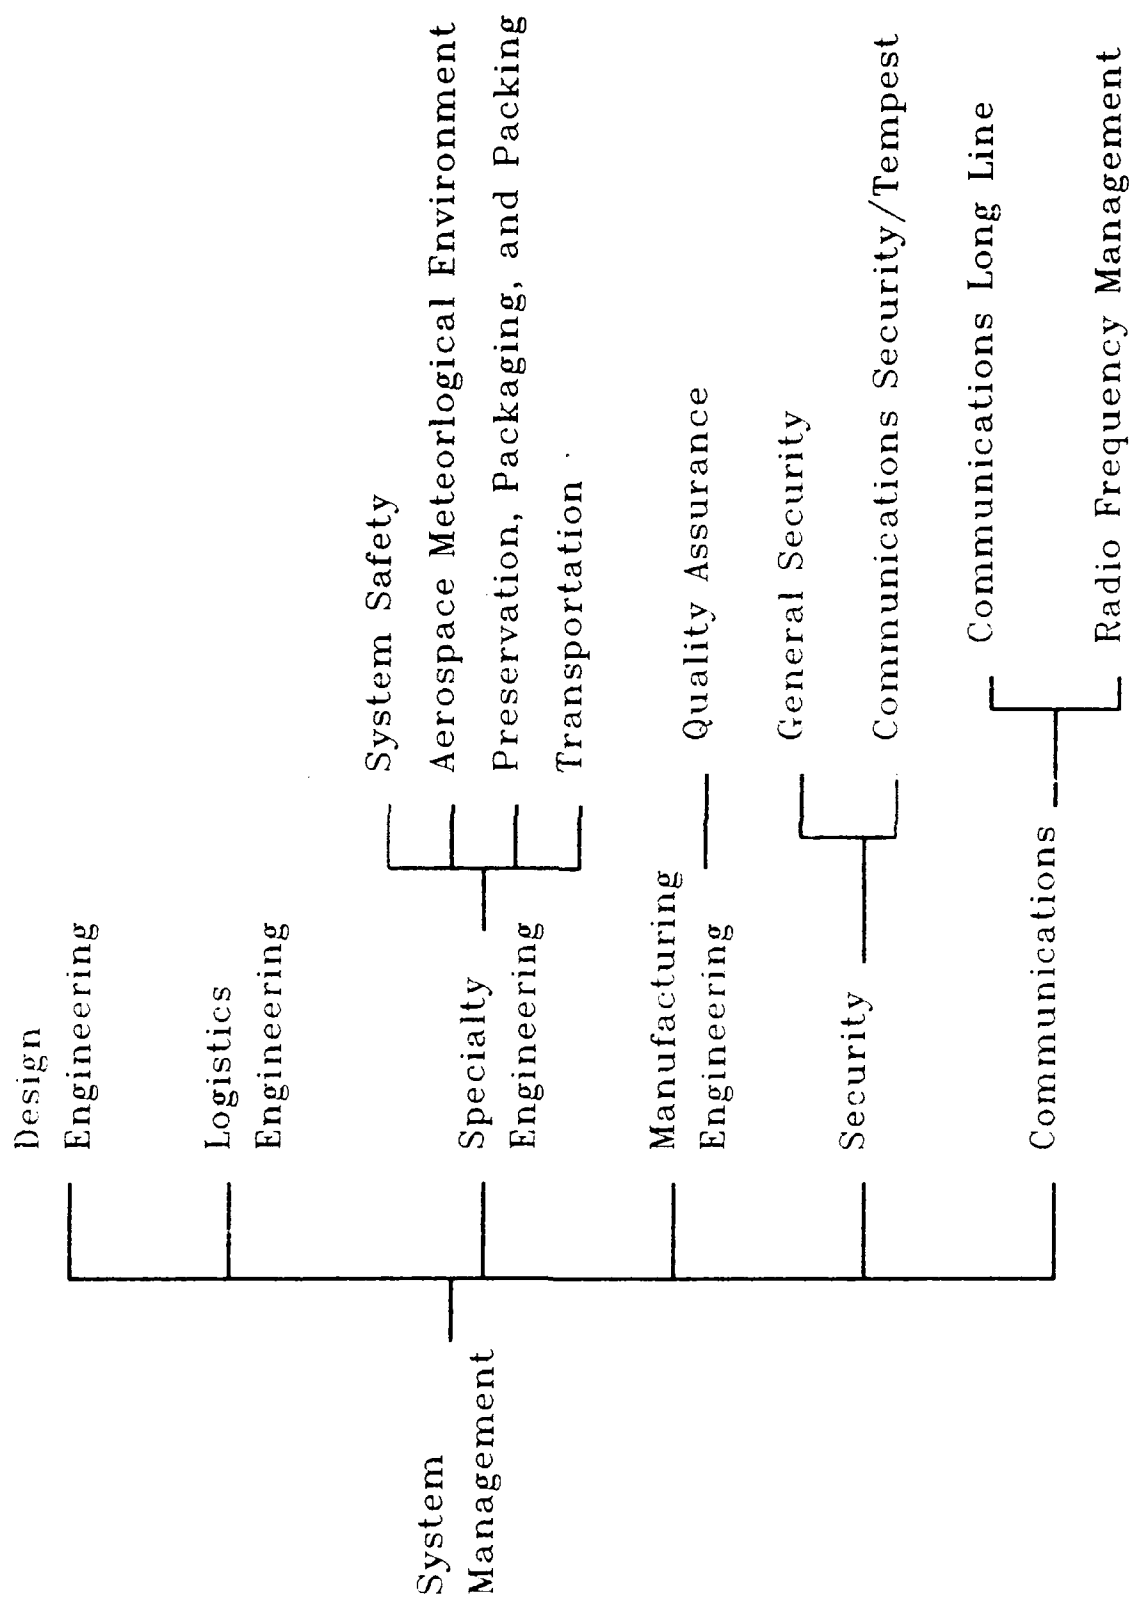 System
Management
Design
Engineering
Logistics
Engineering
Specialty
Engineering
System Safety
Aerospace Meteorlogical Environment
Preservation, Packaging, and Packing
Transportation
Manufacturing
Engineering
Quality Assurance
Security
General Security
Communications Security/Tempest
Communications
Communications Long Line
Radio Frequency Management